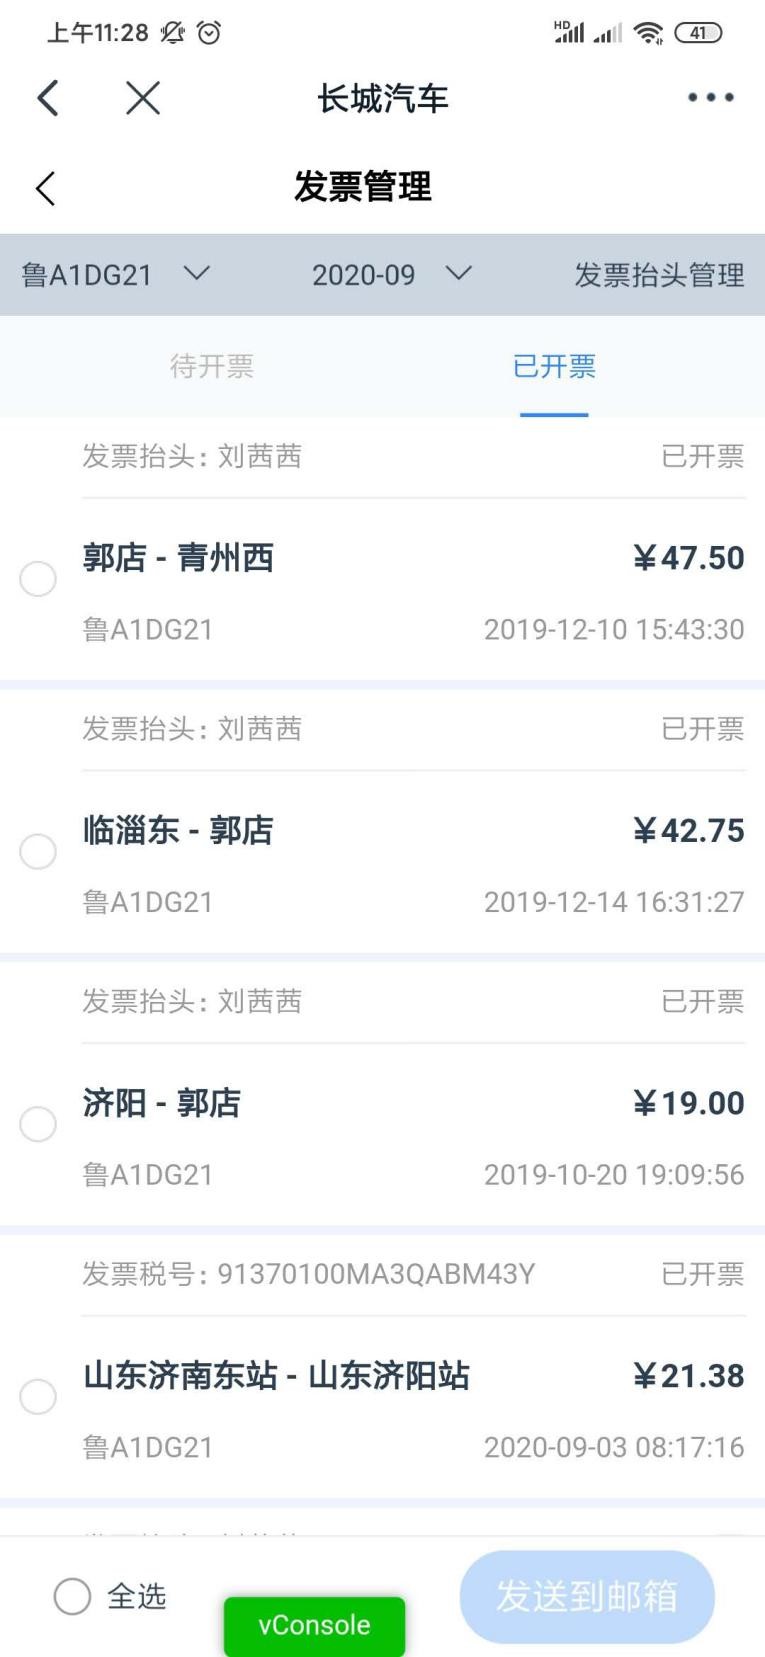 上午11:28
HD
41
长城汽车
发票管理
鲁A1DG21 2020-09 发票抬头管理
待开票 已开票
发票抬头: 刘茜茜 已开票
郭店 - 青州西 ¥47.50
鲁A1DG21 2019-12-10 15:43:30
发票抬头: 刘茜茜 已开票
临淄东 - 郭店 ¥42.75
鲁A1DG21 2019-12-14 16:31:27
发票抬头: 刘茜茜 已开票
济阳 - 郭店 ¥19.00
鲁A1DG21 2019-10-20 19:09:56
发票税号: 91370100MA3QABM43Y 已开票
山东济南东站 - 山东济阳站 ¥21.38
鲁A1DG21 2020-09-03 08:17:16
全选 发送到邮箱
vConsole